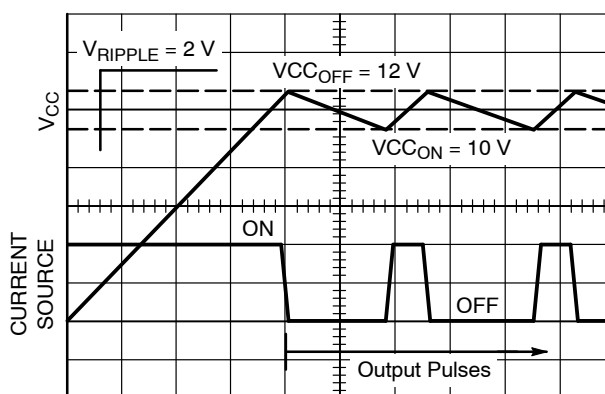 V_RIPPLE = 2 V
VCC_OFF = 12 V
V_CC
VCC_ON = 10 V
ON
CURRENT
SOURCE
OFF
Output Pulses